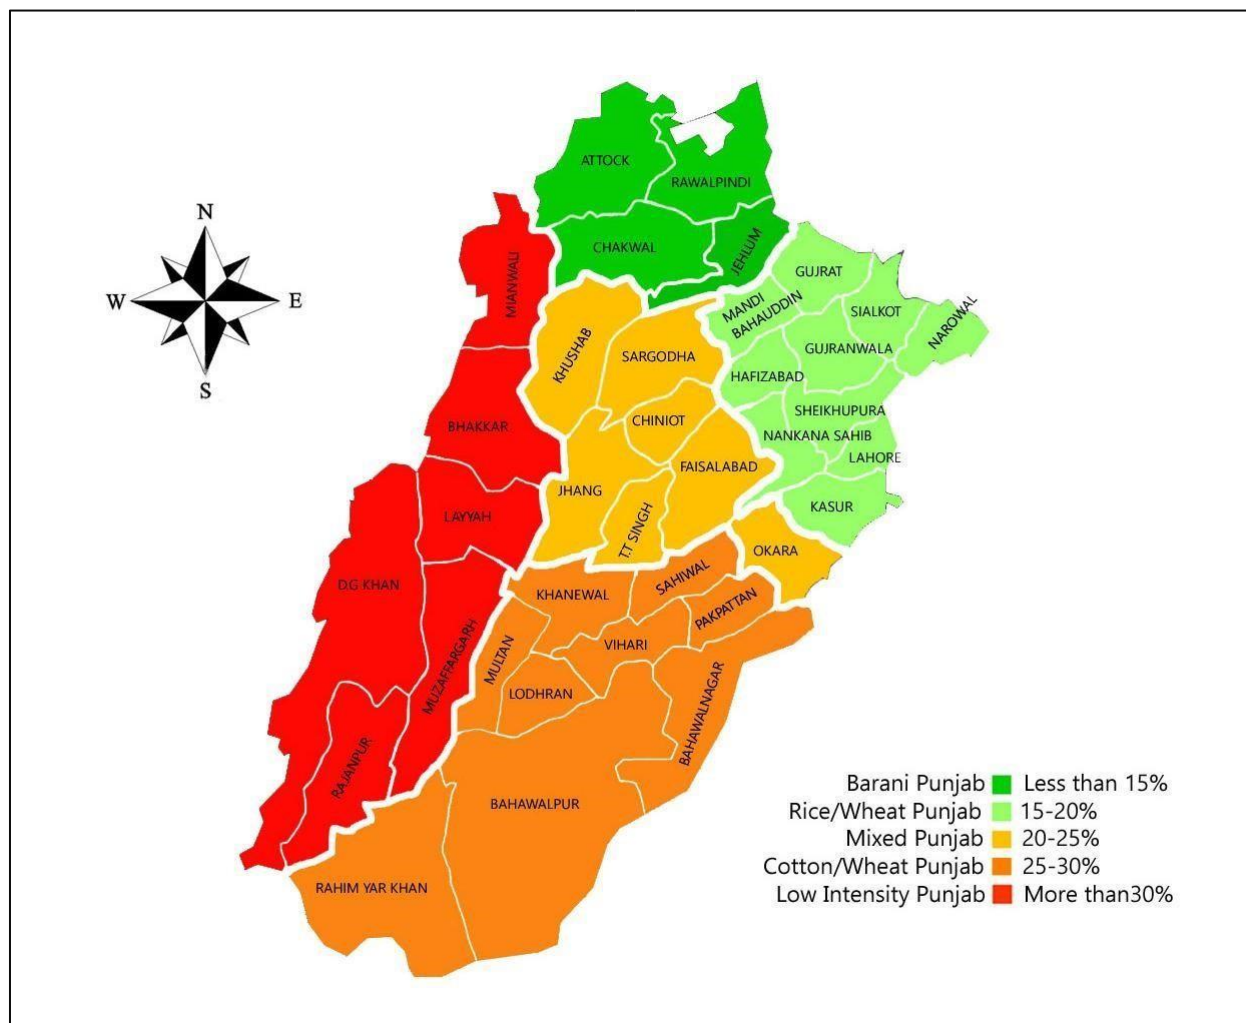 ATTOCK
RAWALPINDI
N
CHAKWAL
JEHLUM
MIANWALI
GUJRAT
W
E
MANDI
BAHAUDDIN
SIALKOT
NAROWAL
KHUSHAB
SARGODHA
GUJRANWALA
HAFIZABAD
S
SHEIKHUPURA
CHINIOT
BHAKKAR
NANKANA SAHIB
LAHORE
FAISALABAD
JHANG
KASUR
LAYYAH
T.T SINGH
OKARA
D.G KHAN
KHANEWAL
SAHIWAL
PAKPATTAN
MUZAFFARGARH
MULTAN
VIHARI
LODHRAN
BAHAWALNAGAR
RAJANPUR
BAHAWALPUR
RAHIM YAR KHAN
Barani Punjab Less than 15%
Rice/Wheat Punjab 15-20%
Mixed Punjab 20-25%
Cotton/Wheat Punjab 25-30%
Low Intensity Punjab More than30%